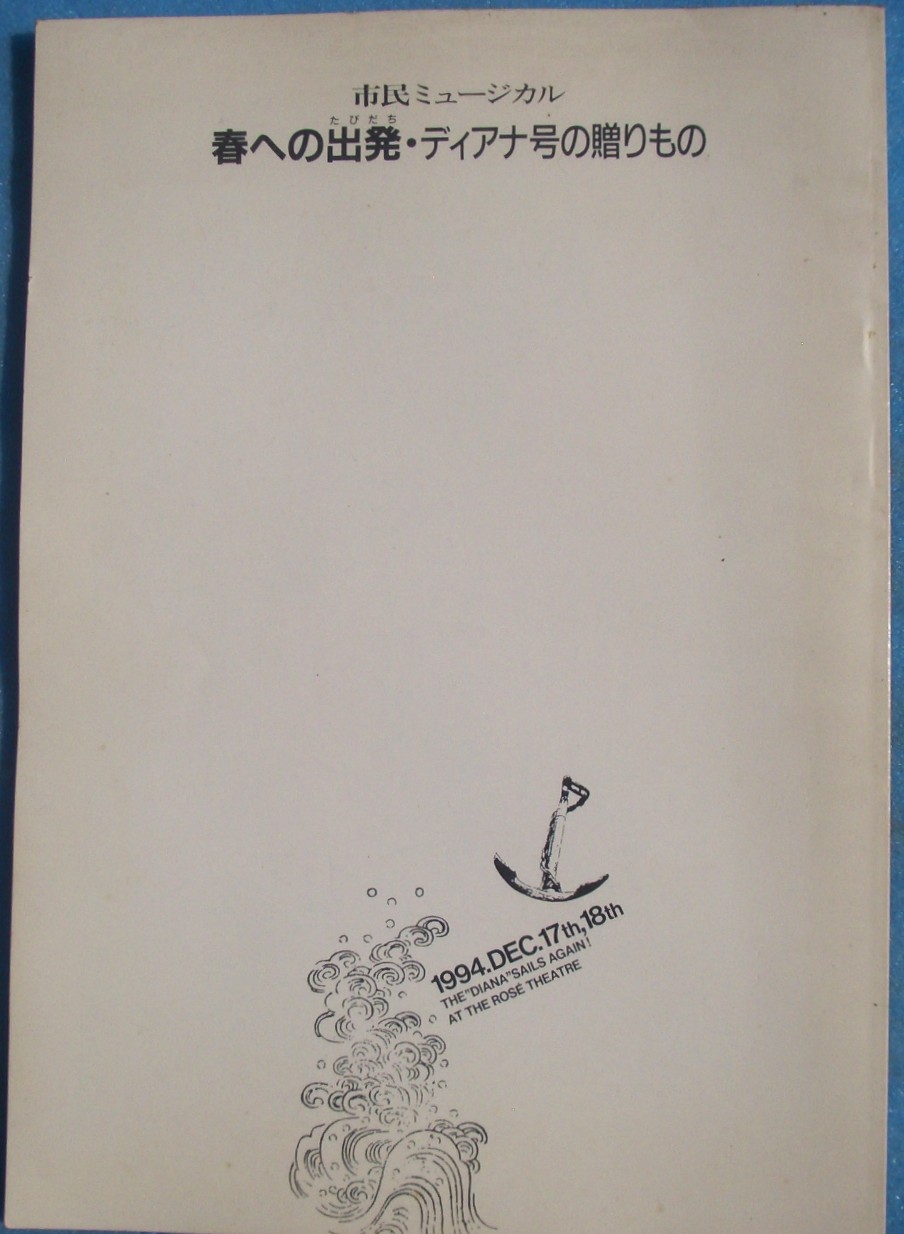 市民ミュージカル
たびだち
春への出発・ディアナ号の贈りもの
1994.DEC.17th,18th
THE"DIANA"SAILS AGAIN!
AT THE ROSÉ THEATRE